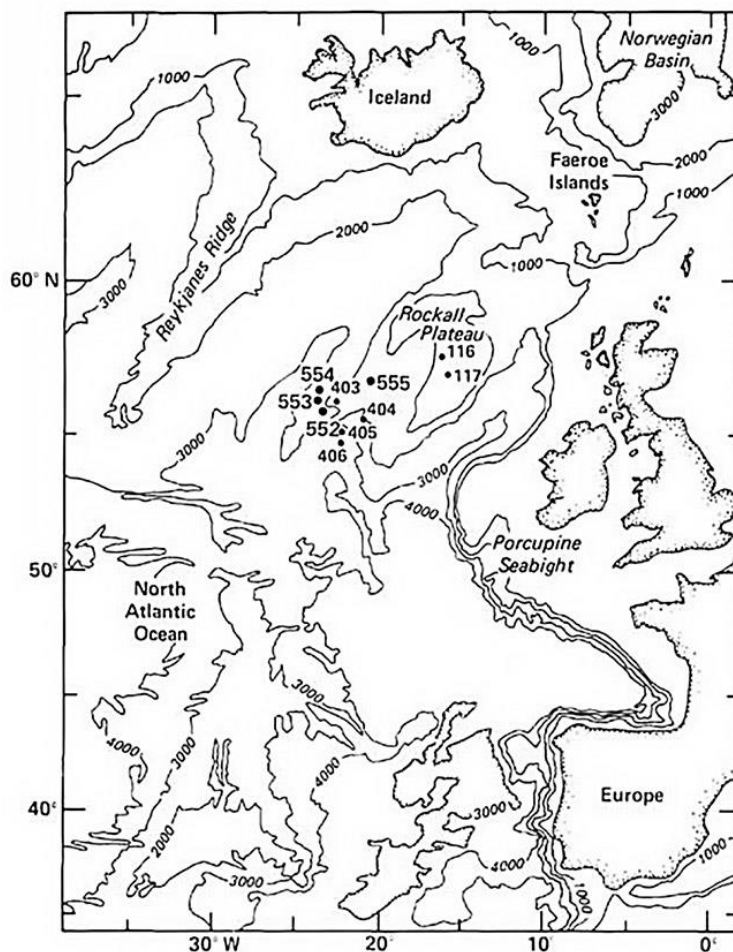 1000
Norwegian
Basin
3000
1000
Iceland
2000
Faeroe
Islands
1000
2000
1000
60° N
3000
Reykjanes Ridge
Rockall
Plateau
116
554
403
555
117
553
404
552
405
3000
406
3000
4000
Porcupine
Seabight
50°
North
Atlantic
Ocean
3000
4000
3000
4000
2000
3000
Europe
40°
3000
4000
1000
1000
30° W
20°
10°
0°